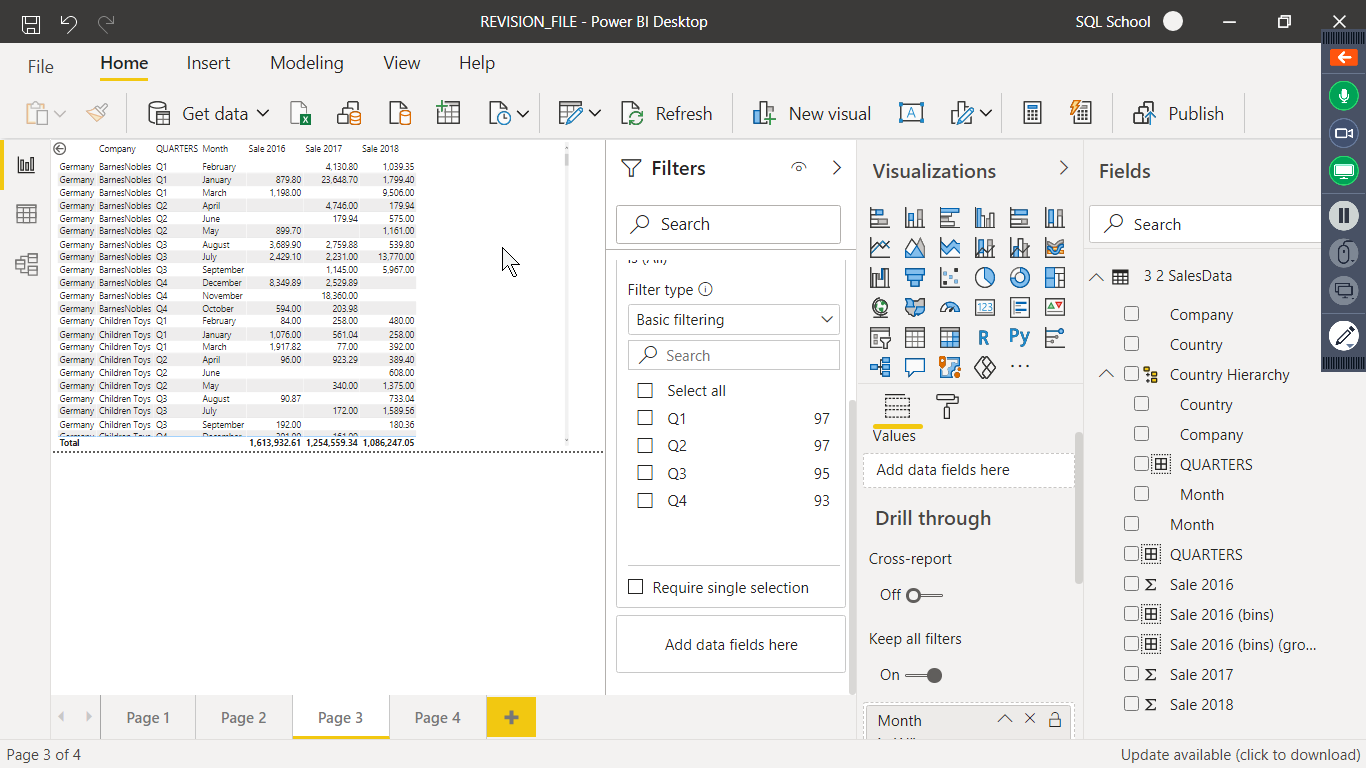 REVISION_FILE - Power BI Desktop
SQL School
File Home Insert Modeling View Help
Get data Refresh New visual Publish
Company QUARTERS Month Sale 2016 Sale 2017 Sale 2018
Germany BarnesNobles Q1 February 4,130.80 1,039.35
Germany BarnesNobles Q1 January 879.80 23,648.70 1,799.40
Germany BarnesNobles Q1 March 1,198.00 9,506.00
Germany BarnesNobles Q2 April 4,746.00 179.94
Germany BarnesNobles Q2 June 179.94 575.00
Germany BarnesNobles Q2 May 899.70 1,161.00
Germany BarnesNobles Q3 August 3,689.90 2,759.88 539.80
Germany BarnesNobles Q3 July 2,429.10 2,231.00 13,770.00
Germany BarnesNobles Q3 September 1,145.00 5,967.00
Germany BarnesNobles Q4 December 8,349.89 2,529.89
Germany BarnesNobles Q4 November 18,360.00
Germany BarnesNobles Q4 October 594.00 203.98
Germany Children Toys Q1 February 84.00 258.00 480.00
Germany Children Toys Q1 January 1,076.00 561.04 258.00
Germany Children Toys Q1 March 1,917.82 77.00 392.00
Germany Children Toys Q2 April 96.00 923.29 389.40
Germany Children Toys Q2 June 608.00
Germany Children Toys Q2 May 340.00 1,375.00
Germany Children Toys Q3 August 90.87 733.04
Germany Children Toys Q3 July 172.00 1,589.56
Germany Children Toys Q3 September 192.00 180.36
Total 1,613,932.61 1,254,559.34 1,086,247.05
Filters
Search
Filter type
Basic filtering
Search
Select all
Q1 97
Q2 97
Q3 95
Q4 93
Require single selection
Add data fields here
Visualizations
123
R Py
Values
Add data fields here
Drill through
Cross-report
Off
Keep all filters
On
Month
Fields
Search
3 2 SalesData
Company
Country
Country Hierarchy
Country
Company
QUARTERS
Month
Month
QUARTERS
Σ Sale 2016
Sale 2016 (bins)
Sale 2016 (bins) (gro...
Σ Sale 2017
Σ Sale 2018
Page 1 Page 2 Page 3 Page 4
Page 3 of 4
Update available (click to download)